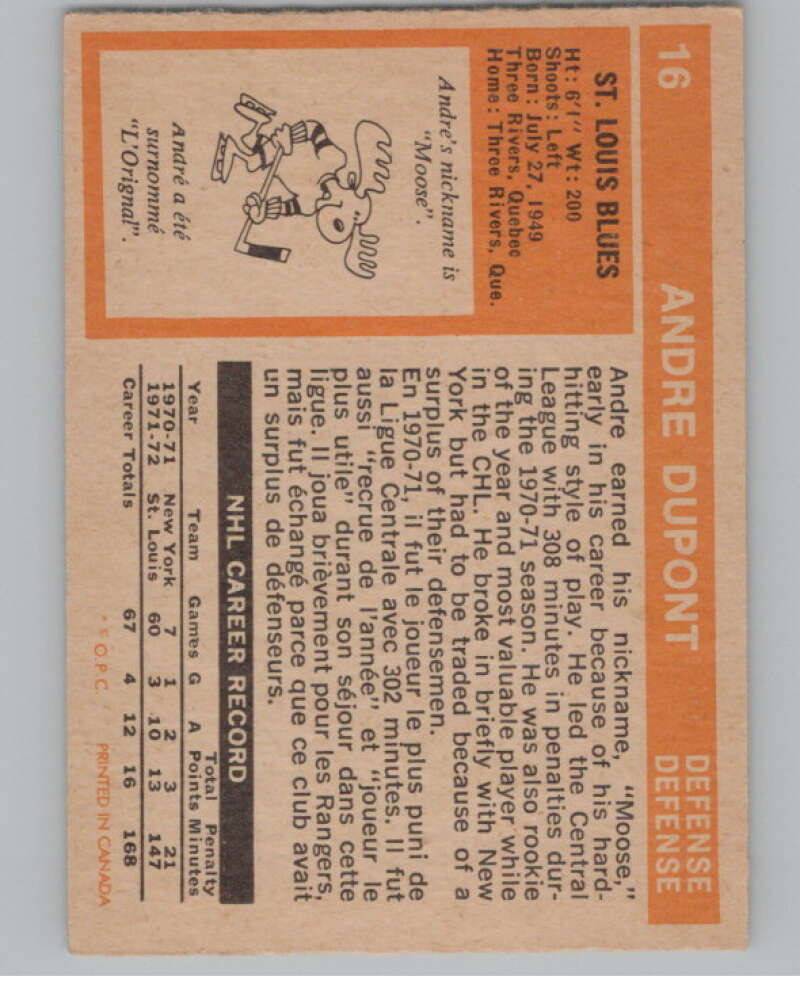 16
ANDRE DUPONT
DEFENSE
DEFENSE
ST. LOUIS BLUES
Ht: 6'1" Wt: 200
Shoots: Left
Born: July 27, 1949
Three Rivers, Quebec
Home: Three Rivers, Que.
Andre's nickname is
"Moose".
André a été
surnommé
"L'Orignal".
Andre earned his nickname, "Moose,"
early in his career because of his hard-
hitting style of play. He led the Central
League with 308 minutes in penalties dur-
ing the 1970-71 season. He was also rookie
of the year and most valuable player while
in the CHL. He broke in briefly with New
York but had to be traded because of a
surplus of their defensemen.
En 1970-71, il fut le joueur le plus puni de
la Ligue Centrale avec 302 minutes. Il fut
aussi "recrue de l'année" et "joueur le
plus utile" durant son séjour dans cette
ligue. Il joua brièvement pour les Rangers,
mais fut échangé parce que ce club avait
un surplus de défenseurs.
NHL CAREER RECORD
Total Penalty
Year Team Games G A Points Minutes
1970-71 New York 7 1 2 3 21
1971-72 St. Louis 60 3 10 13 147
Career Totals 67 4 12 16 168
O.P.C. PRINTED IN CANADA